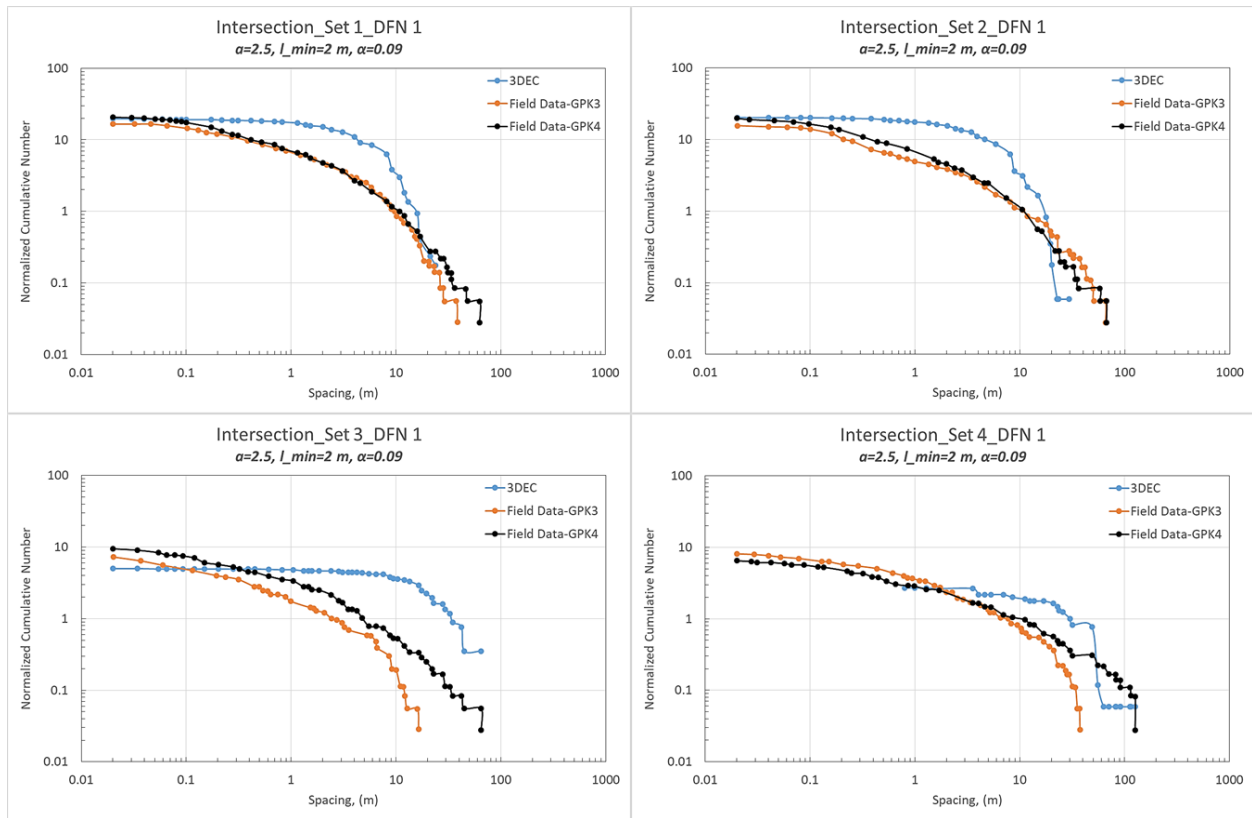 Intersection_Set 1_DFN 1
a=2.5, l_min=2 m, α=0.09
3DEC
Field Data-GPK3
Field Data-GPK4
Normalized Cumulative Number
100
10
1
0.1
0.01
0.01 0.1 1 10 100 1000
Spacing, (m)
Intersection_Set 2_DFN 1
a=2.5, l_min=2 m, α=0.09
3DEC
Field Data-GPK3
Field Data-GPK4
Normalized Cumulative Number
100
10
1
0.1
0.01
0.01 0.1 1 10 100 1000
Spacing, (m)
Intersection_Set 3_DFN 1
a=2.5, l_min=2 m, α=0.09
3DEC
Field Data-GPK3
Field Data-GPK4
Normalized Cumulative Number
100
10
1
0.1
0.01
0.01 0.1 1 10 100 1000
Spacing, (m)
Intersection_Set 4_DFN 1
a=2.5, l_min=2 m, α=0.09
3DEC
Field Data-GPK3
Field Data-GPK4
Normalized Cumulative Number
100
10
1
0.1
0.01
0.01 0.1 1 10 100 1000
Spacing, (m)